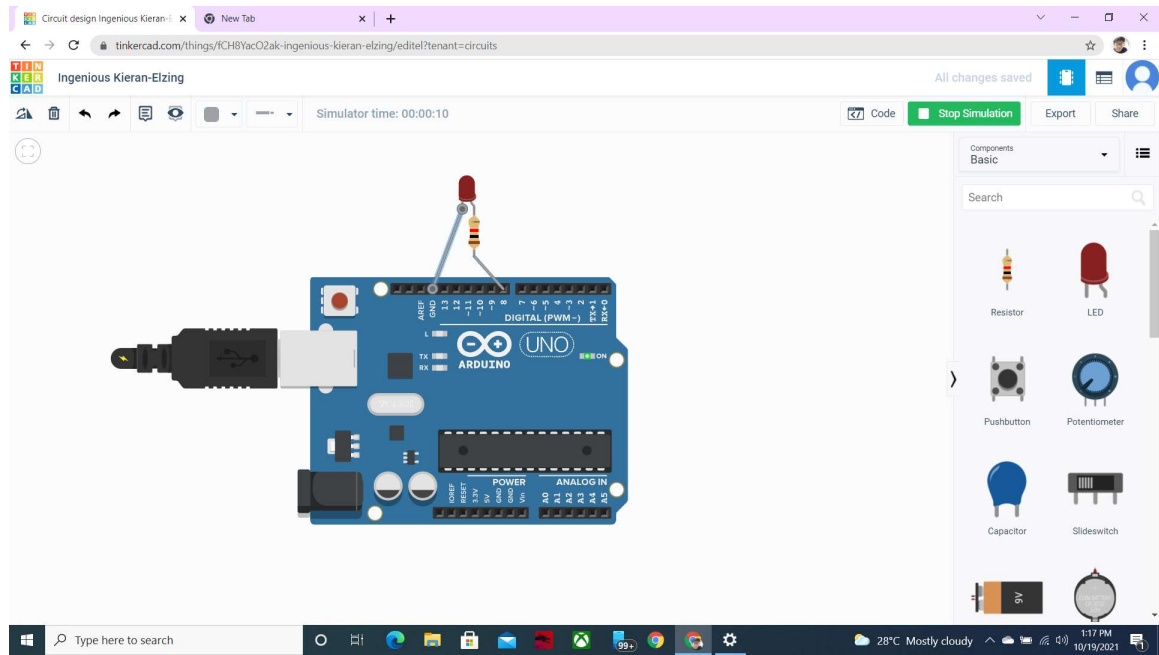 Circuit design Ingenious Kieran-E
New Tab
tinkercad.com/things/fCH8YacO2ak-ingenious-kieran-elzing/editel?tenant=circuits
TIN
KER
CAD
Ingenious Kieran-Elzing
All changes saved
Simulator time: 00:00:10
Code
Stop Simulation
Export
Share
Components
Basic
Search
Resistor
LED
Pushbutton
Potentiometer
Capacitor
Slideswitch
9V
AREF
GND
13
12
~11
~10
~9
8
7
~6
~5
4
~3
2
TX→1
RX←0
DIGITAL (PWM~)
L
TX
RX
ARDUINO
UNO
ON
POWER
ANALOG IN
IOREF
RESET
3.3V
5V
GND
GND
Vin
A0
A1
A2
A3
A4
A5
Type here to search
99+
28°C Mostly cloudy
1:17 PM
10/19/2021
1